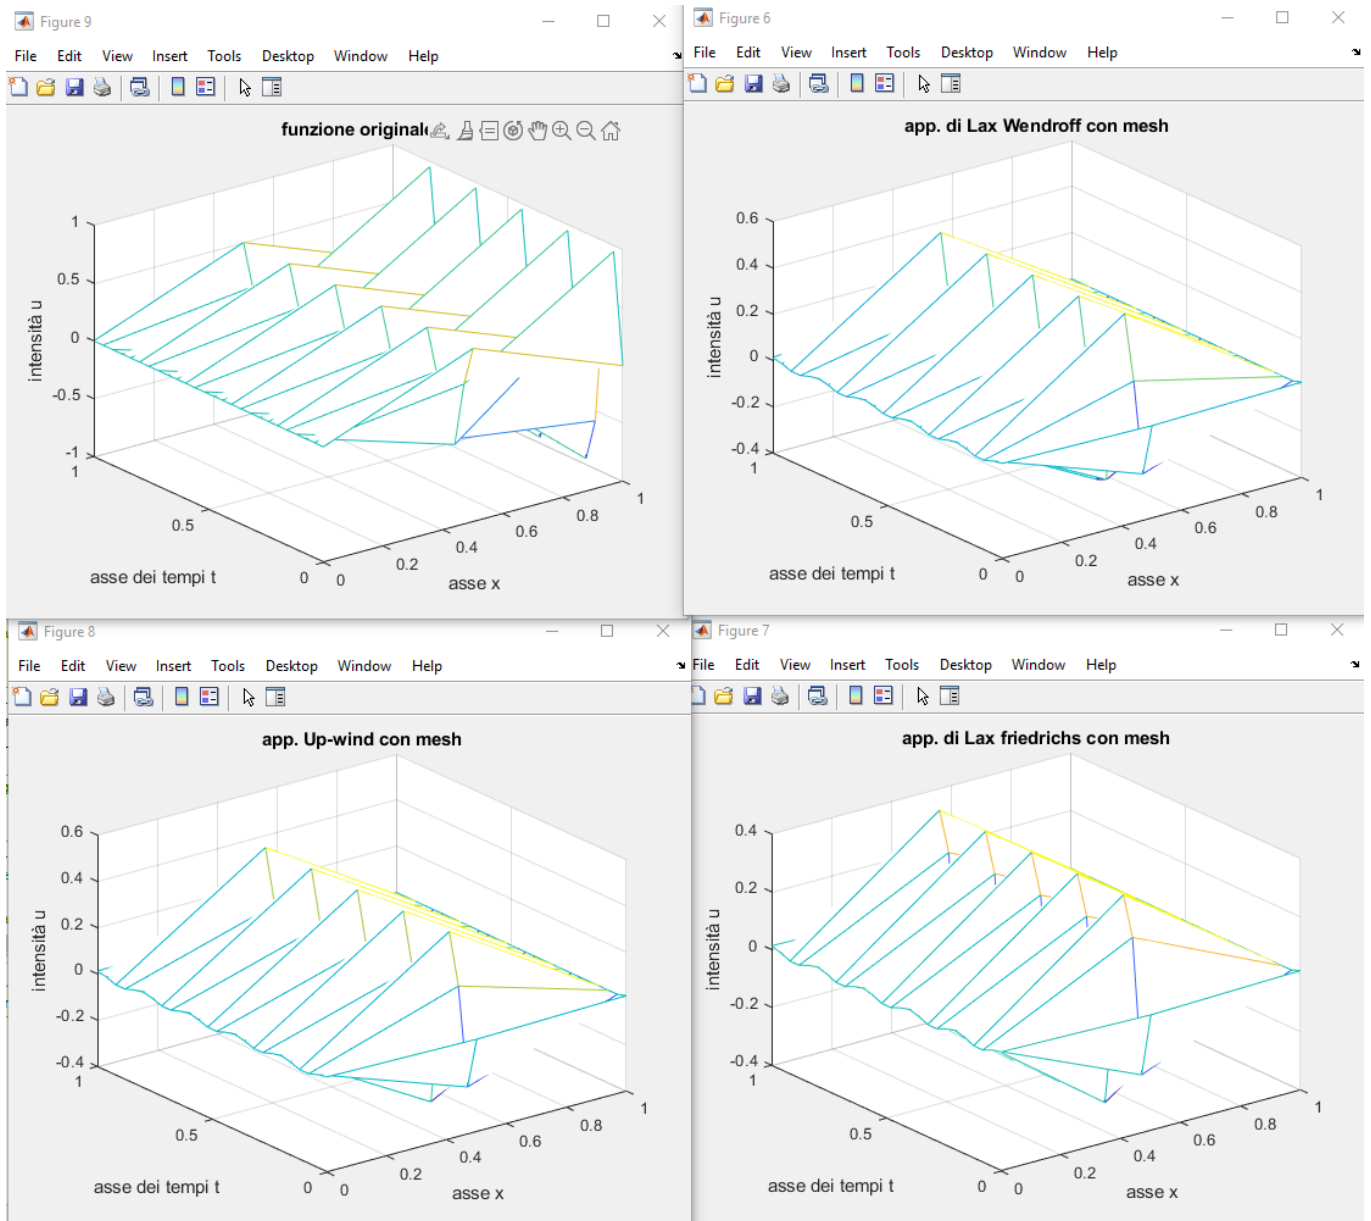 Figure 9
File Edit View Insert Tools Desktop Window Help
funzione original
1
0.5
0
-0.5
-1
intensità u
1
0.5
0
asse dei tempi t
0
0.2
0.4
0.6
0.8
1
asse x
Figure 6
File Edit View Insert Tools Desktop Window Help
app. di Lax Wendroff con mesh
0.6
0.4
0.2
0
-0.2
-0.4
intensità u
1
0.5
0
asse dei tempi t
0
0.2
0.4
0.6
0.8
1
asse x
Figure 8
File Edit View Insert Tools Desktop Window Help
app. Up-wind con mesh
0.6
0.4
0.2
0
-0.2
-0.4
intensità u
1
0.5
0
asse dei tempi t
0
0.2
0.4
0.6
0.8
1
asse x
Figure 7
File Edit View Insert Tools Desktop Window Help
app. di Lax friedrichs con mesh
0.4
0.2
0
-0.2
-0.4
intensità u
1
0.5
0
asse dei tempi t
0
0.2
0.4
0.6
0.8
1
asse x